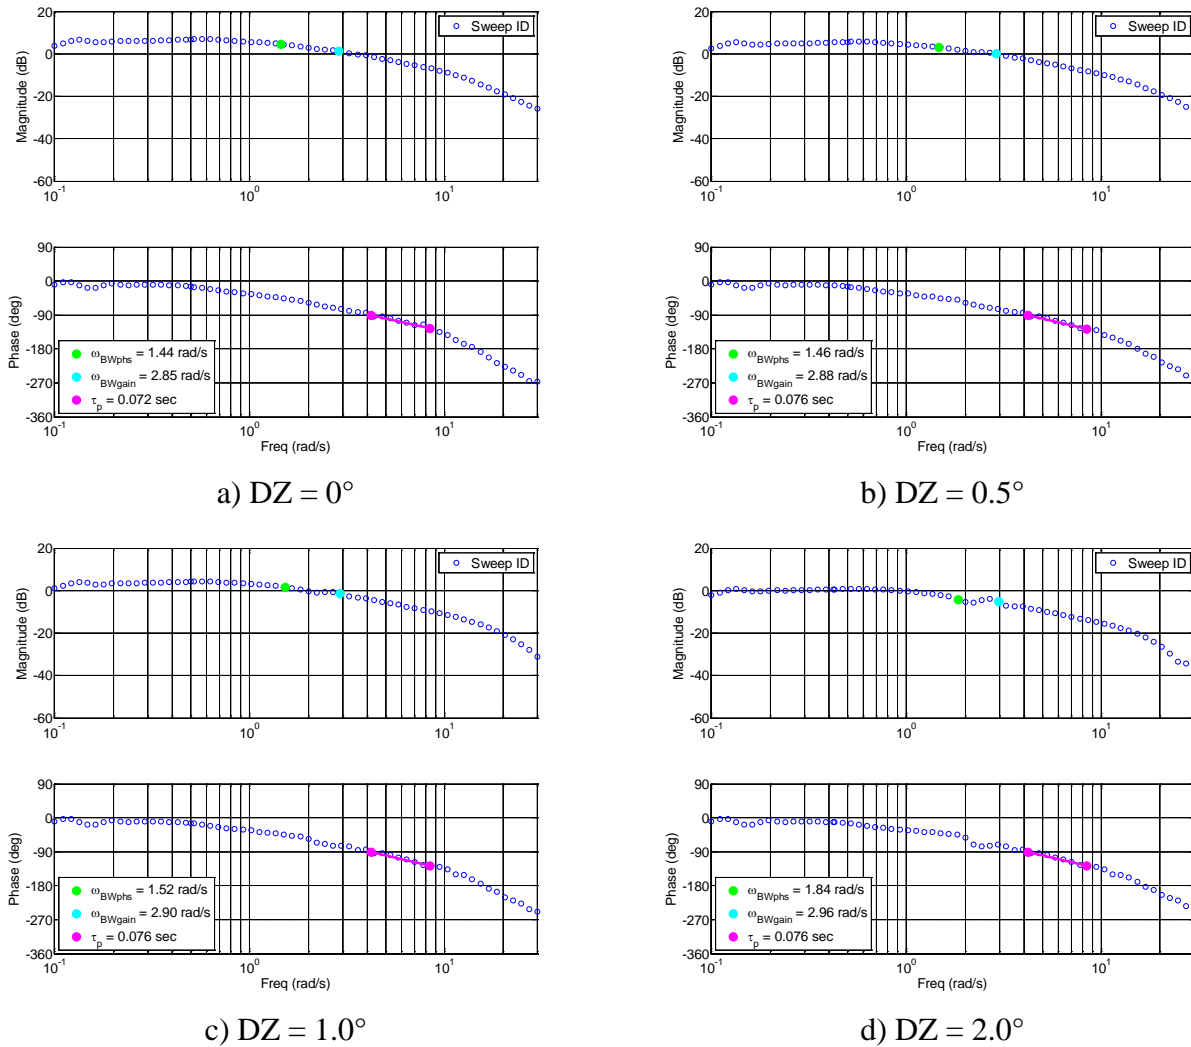 20
0
-20
-40
-60
Magnitude (dB)
Sweep ID
10^-1
10^0
10^1
90
0
-90
-180
-270
-360
Phase (deg)
ω_BWphs = 1.44 rad/s
ω_BWgain = 2.85 rad/s
τ_p = 0.072 sec
10^-1
10^0
10^1
Freq (rad/s)
a) DZ = 0°
20
0
-20
-40
-60
Magnitude (dB)
Sweep ID
10^-1
10^0
10^1
90
0
-90
-180
-270
-360
Phase (deg)
ω_BWphs = 1.46 rad/s
ω_BWgain = 2.88 rad/s
τ_p = 0.076 sec
10^-1
10^0
10^1
Freq (rad/s)
b) DZ = 0.5°
20
0
-20
-40
-60
Magnitude (dB)
Sweep ID
10^-1
10^0
10^1
90
0
-90
-180
-270
-360
Phase (deg)
ω_BWphs = 1.52 rad/s
ω_BWgain = 2.90 rad/s
τ_p = 0.076 sec
10^-1
10^0
10^1
Freq (rad/s)
c) DZ = 1.0°
20
0
-20
-40
-60
Magnitude (dB)
Sweep ID
10^-1
10^0
10^1
90
0
-90
-180
-270
-360
Phase (deg)
ω_BWphs = 1.84 rad/s
ω_BWgain = 2.96 rad/s
τ_p = 0.076 sec
10^-1
10^0
10^1
Freq (rad/s)
d) DZ = 2.0°